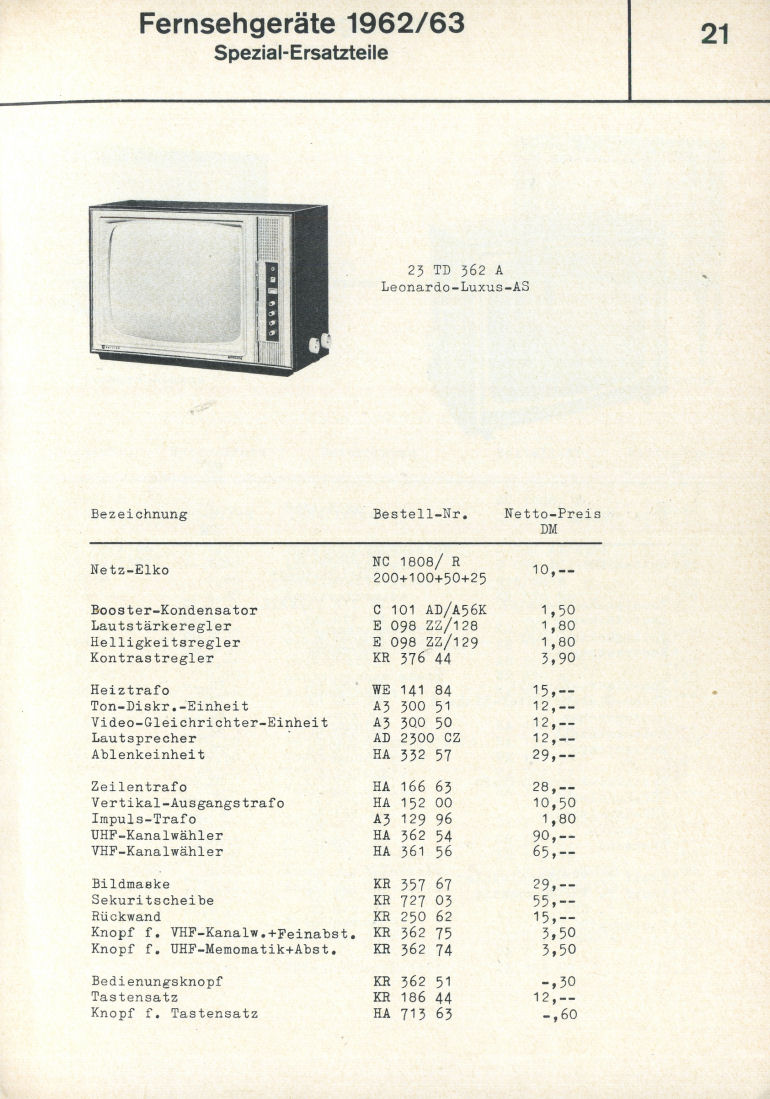 Fernsehgeräte 1962/63
Spezial-Ersatzteile
21
23 TD 362 A
Leonardo-Luxus-AS
Bezeichnung Bestell-Nr. Netto-Preis
DM
Netz-Elko NC 1808/ R 10,--
200+100+50+25
Booster-Kondensator C 101 AD/A56K 1,50
Lautstärkeregler E 098 ZZ/128 1,80
Helligkeitsregler E 098 ZZ/129 1,80
Kontrastregler KR 376 44 3,90
Heiztrafo WE 141 84 15,--
Ton-Diskr.-Einheit A3 300 51 12,--
Video-Gleichrichter-Einheit A3 300 50 12,--
Lautsprecher AD 2300 CZ 12,--
Ablenkeinheit HA 332 57 29,--
Zeilentrafo HA 166 63 28,--
Vertikal-Ausgangstrafo HA 152 00 10,50
Impuls-Trafo A3 129 96 1,80
UHF-Kanalwähler HA 362 54 90,--
VHF-Kanalwähler HA 361 56 65,--
Bildmaske KR 357 67 29,--
Sekuritscheibe KR 727 03 55,--
Rückwand KR 250 62 15,--
Knopf f. VHF-Kanalw.+Feinabst. KR 362 75 3,50
Knopf f. UHF-Memomatik+Abst. KR 362 74 3,50
Bedienungsknopf KR 362 51 -,30
Tastensatz KR 186 44 12,--
Knopf f. Tastensatz HA 713 63 -,60